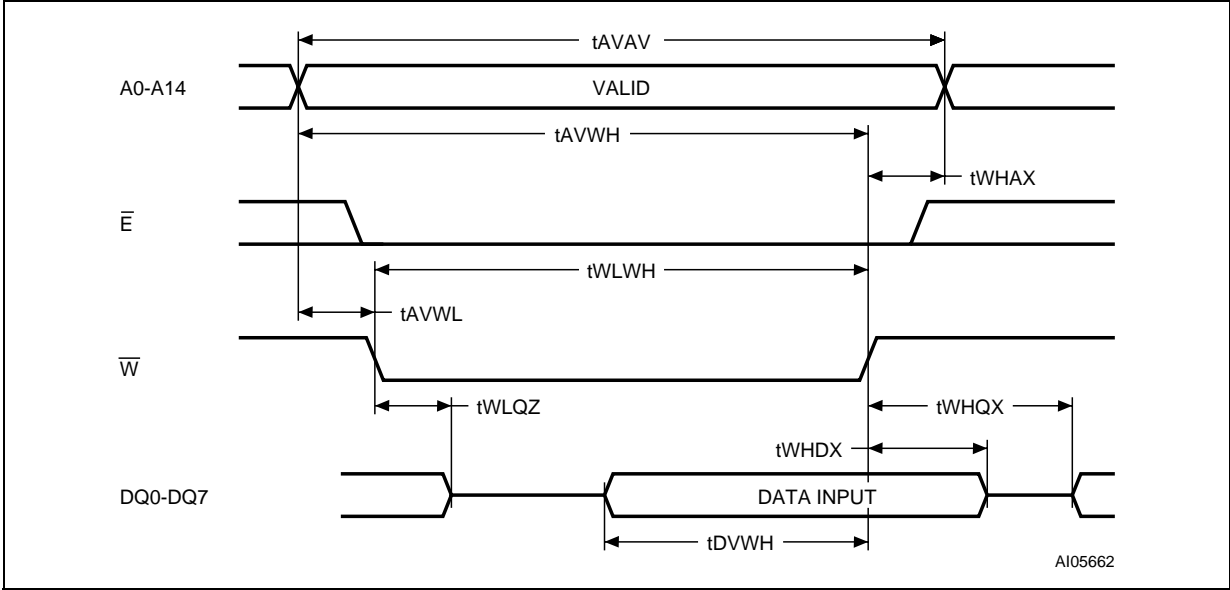 tAVAV
A0-A14
VALID
tAVWH
tWHAX
E̅
tWLWH
tAVWL
W̅
tWLQZ
tWHQX
tWHDX
DQ0-DQ7
DATA INPUT
tDVWH
AI05662